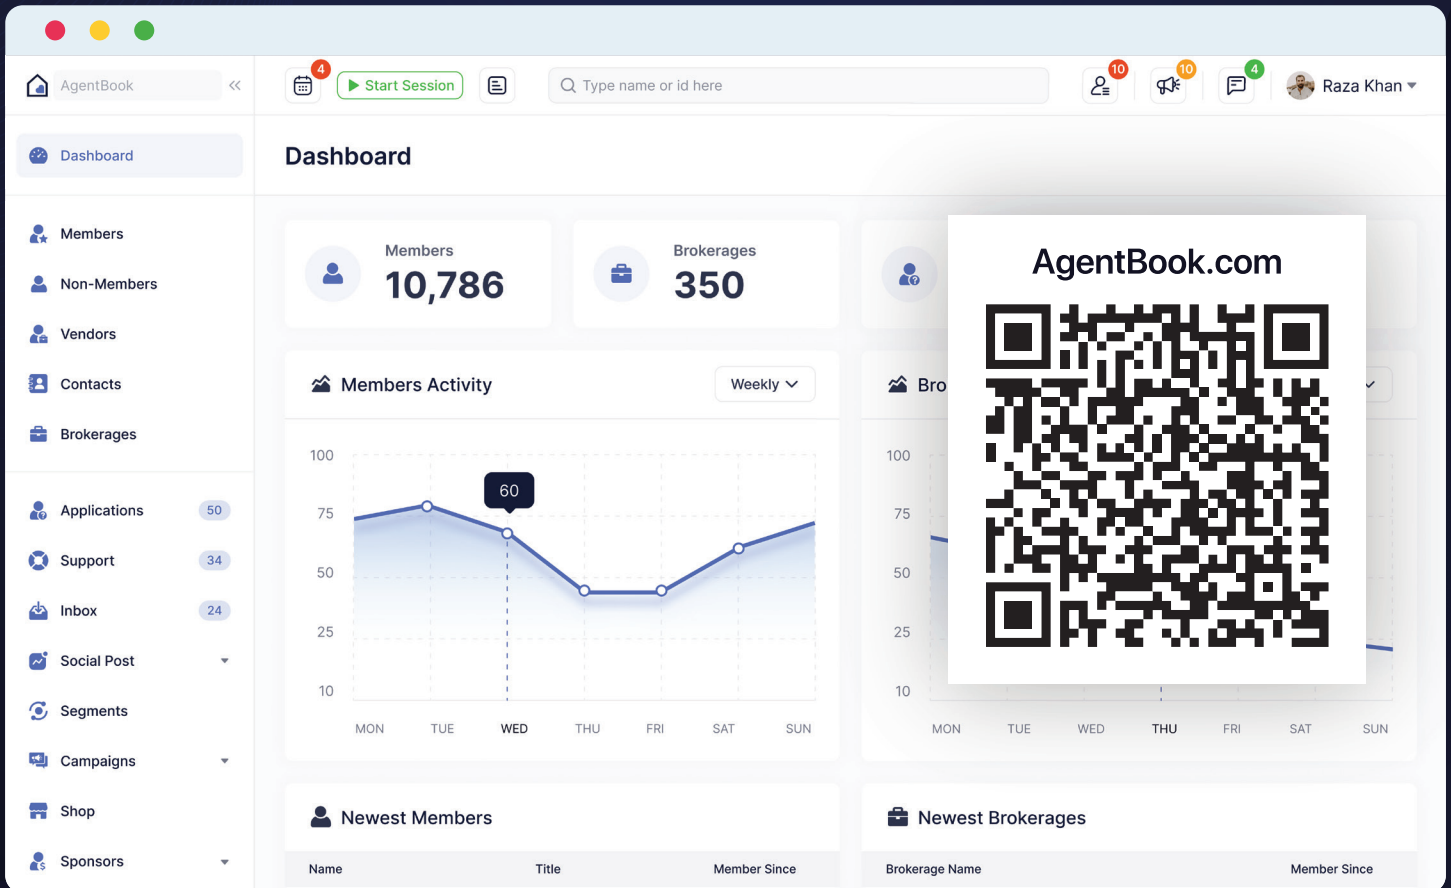 AgentBook
4
Start Session
Type name or id here
10
10
4
Raza Khan
Dashboard
Members
Non-Members
Vendors
Contacts
Brokerages
Applications 50
Support 34
Inbox 24
Social Post
Segments
Campaigns
Shop
Sponsors
Dashboard
Members
10,786
Brokerages
350
AgentBook.com
Members Activity
Weekly
100
75
50
25
10
60
MON TUE WED THU FRI SAT SUN
Bro
100
75
50
25
10
MON TUE WED THU FRI SAT SUN
Newest Members
Name Title Member Since
Newest Brokerages
Brokerage Name Member Since